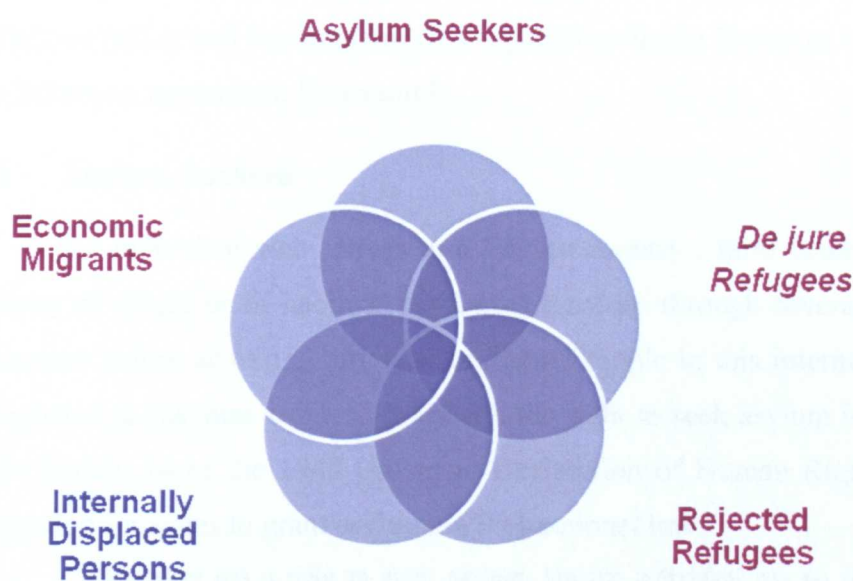 Asylum Seekers
Economic
Migrants
De jure
Refugees
Internally
Displaced
Persons
Rejected
Refugees